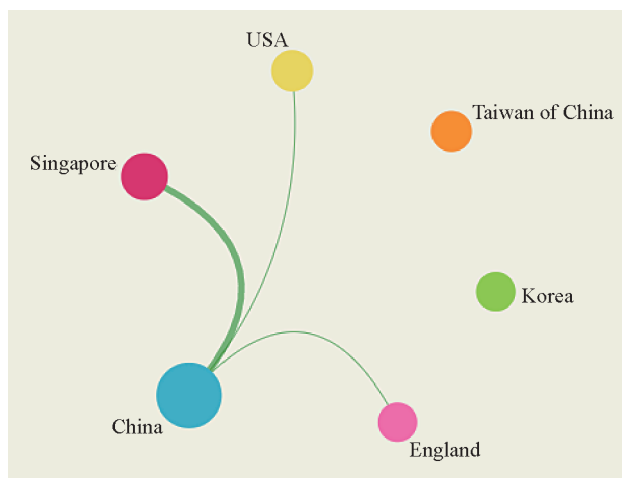 USA
Taiwan of China
Singapore
Korea
China
England